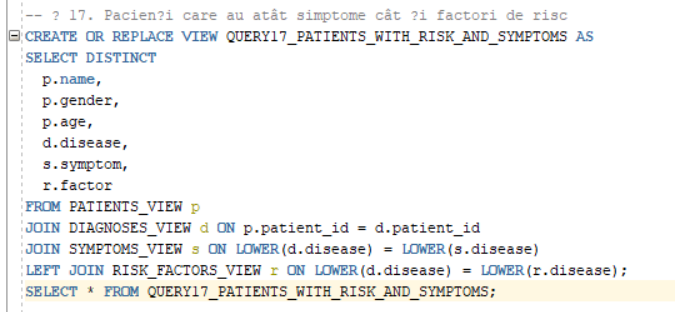 -- ? 17. Pacien?i care au atât simptome cât ?i factori de risc
CREATE OR REPLACE VIEW QUERY17_PATIENTS_WITH_RISK_AND_SYMPTOMS AS
SELECT DISTINCT
  p.name,
  p.gender,
  p.age,
  d.disease,
  s.symptom,
  r.factor
FROM PATIENTS_VIEW p
JOIN DIAGNOSES_VIEW d ON p.patient_id = d.patient_id
JOIN SYMPTOMS_VIEW s ON LOWER(d.disease) = LOWER(s.disease)
LEFT JOIN RISK_FACTORS_VIEW r ON LOWER(d.disease) = LOWER(r.disease);
SELECT * FROM QUERY17_PATIENTS_WITH_RISK_AND_SYMPTOMS;